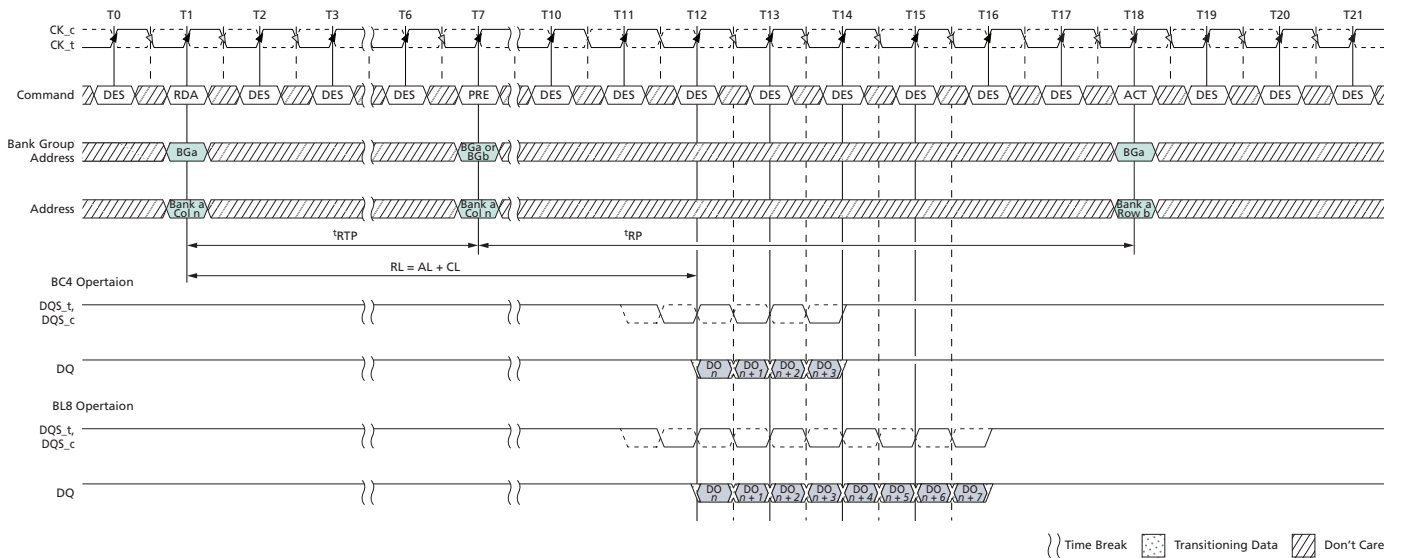 T0 T1 T2 T3 T6 T7 T10 T11 T12 T13 T14 T15 T16 T17 T18 T19 T20 T21
CK_c
CK_t
Command DES RDA DES DES DES PRE DES DES DES DES DES DES DES DES ACT DES DES DES
Bank Group
Address
BGa
BGa or
BGb
BGa
Address
Bank a
Col n
Bank a
Col n
Bank a
Row b
tRTP tRP
RL = AL + CL
BC4 Opertaion
DQS_t,
DQS_c
DQ
DO
n
DO
n + 1
DO
n + 2
DO
n + 3
BL8 Opertaion
DQS_t,
DQS_c
DQ
DO
n
DO
n + 1
DO
n + 2
DO
n + 3
DO
n + 4
DO
n + 5
DO
n + 6
DO
n + 7
Time Break Transitioning Data Don't Care